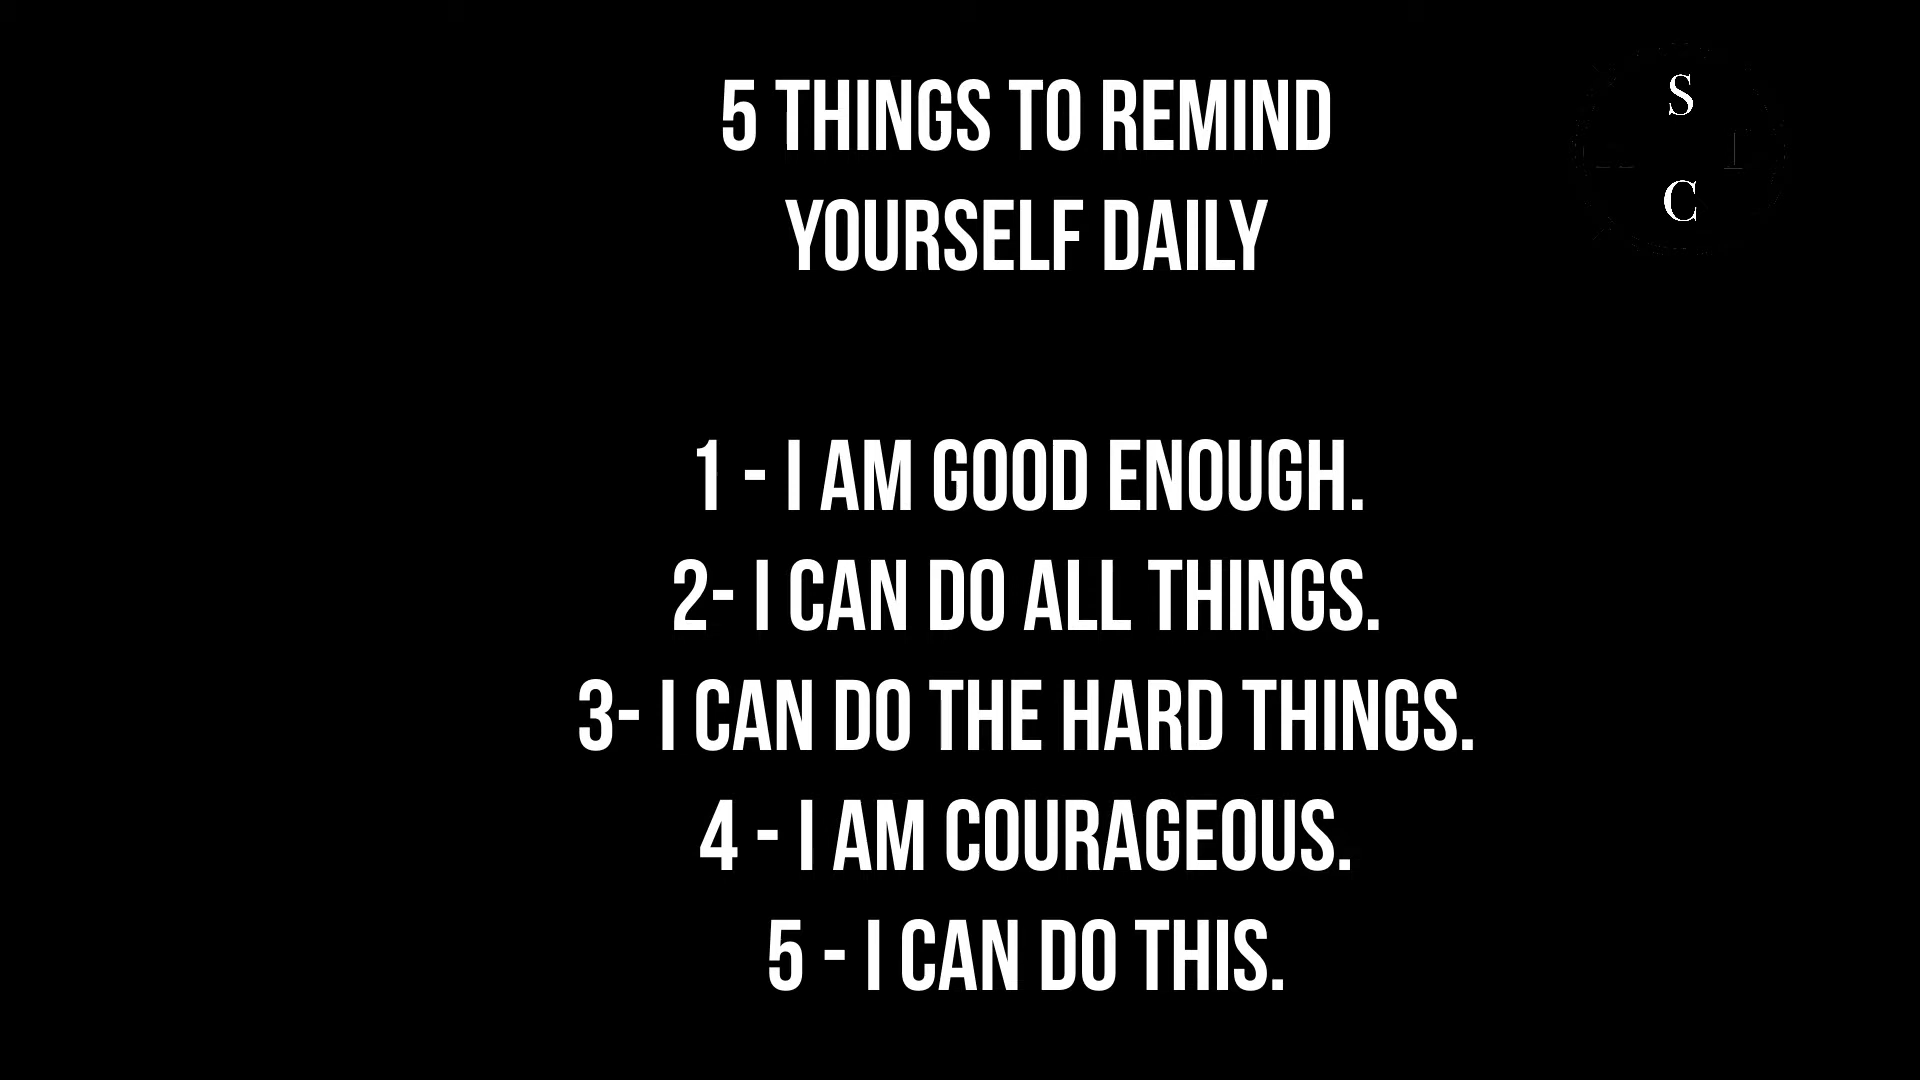 5 THINGS TO REMIND
YOURSELF DAILY
1 - I AM GOOD ENOUGH.
2- I CAN DO ALL THINGS.
3- I CAN DO THE HARD THINGS.
4 - I AM COURAGEOUS.
5 - I CAN DO THIS.
S
C